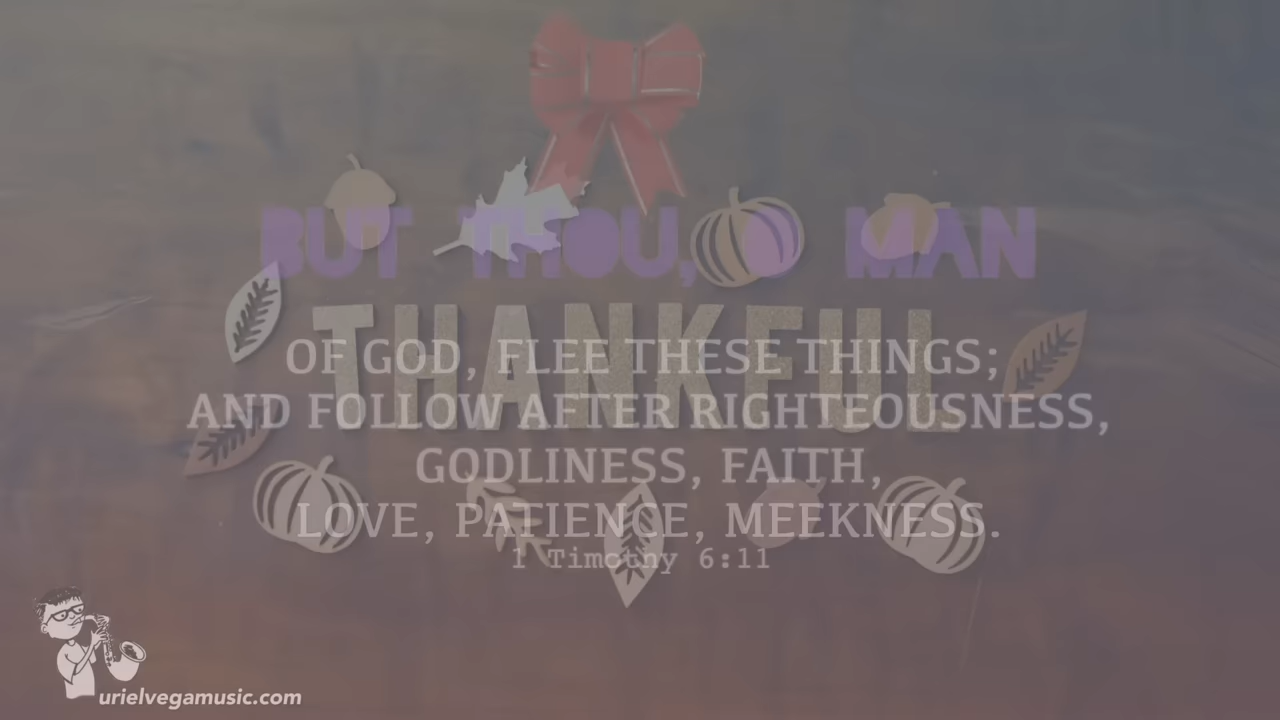 BUT THOU, O MAN
THANKFUL
OF GOD, FLEE THESE THINGS;
AND FOLLOW AFTER RIGHTEOUSNESS,
GODLINESS, FAITH,
LOVE, PATIENCE, MEEKNESS.
1 Timothy 6:11
urielvegamusic.com